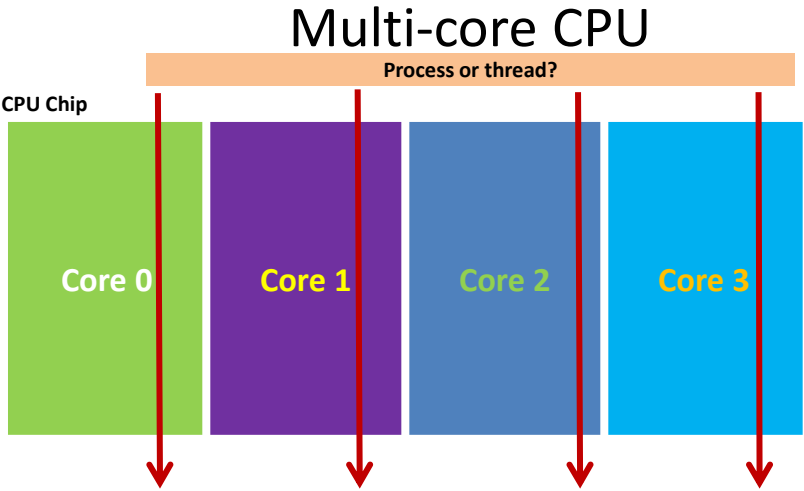 Multi-core CPU
Process or thread?
CPU Chip
Core 0
Core 1
Core 2
Core 3